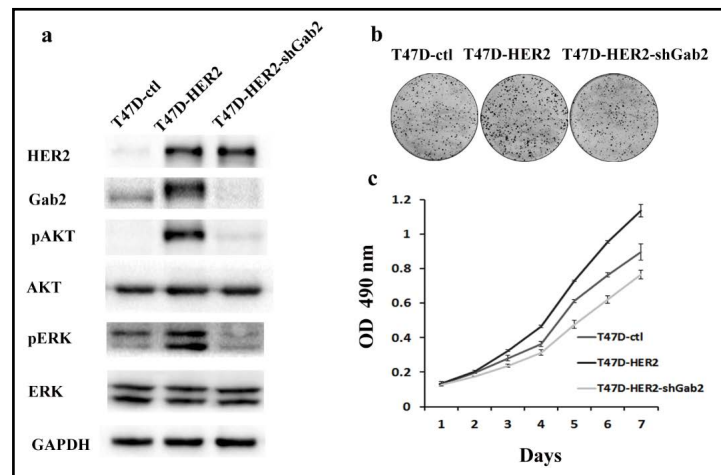 a
T47D-ctl
T47D-HER2
T47D-HER2-shGab2
HER2
Gab2
pAKT
AKT
pERK
ERK
GAPDH
b
T47D-ctl T47D-HER2 T47D-HER2-shGab2
c
OD 490 nm
1.2
1
0.8
0.6
0.4
0.2
0
T47D-ctl
T47D-HER2
T47D-HER2-shGab2
1 2 3 4 5 6 7
Days